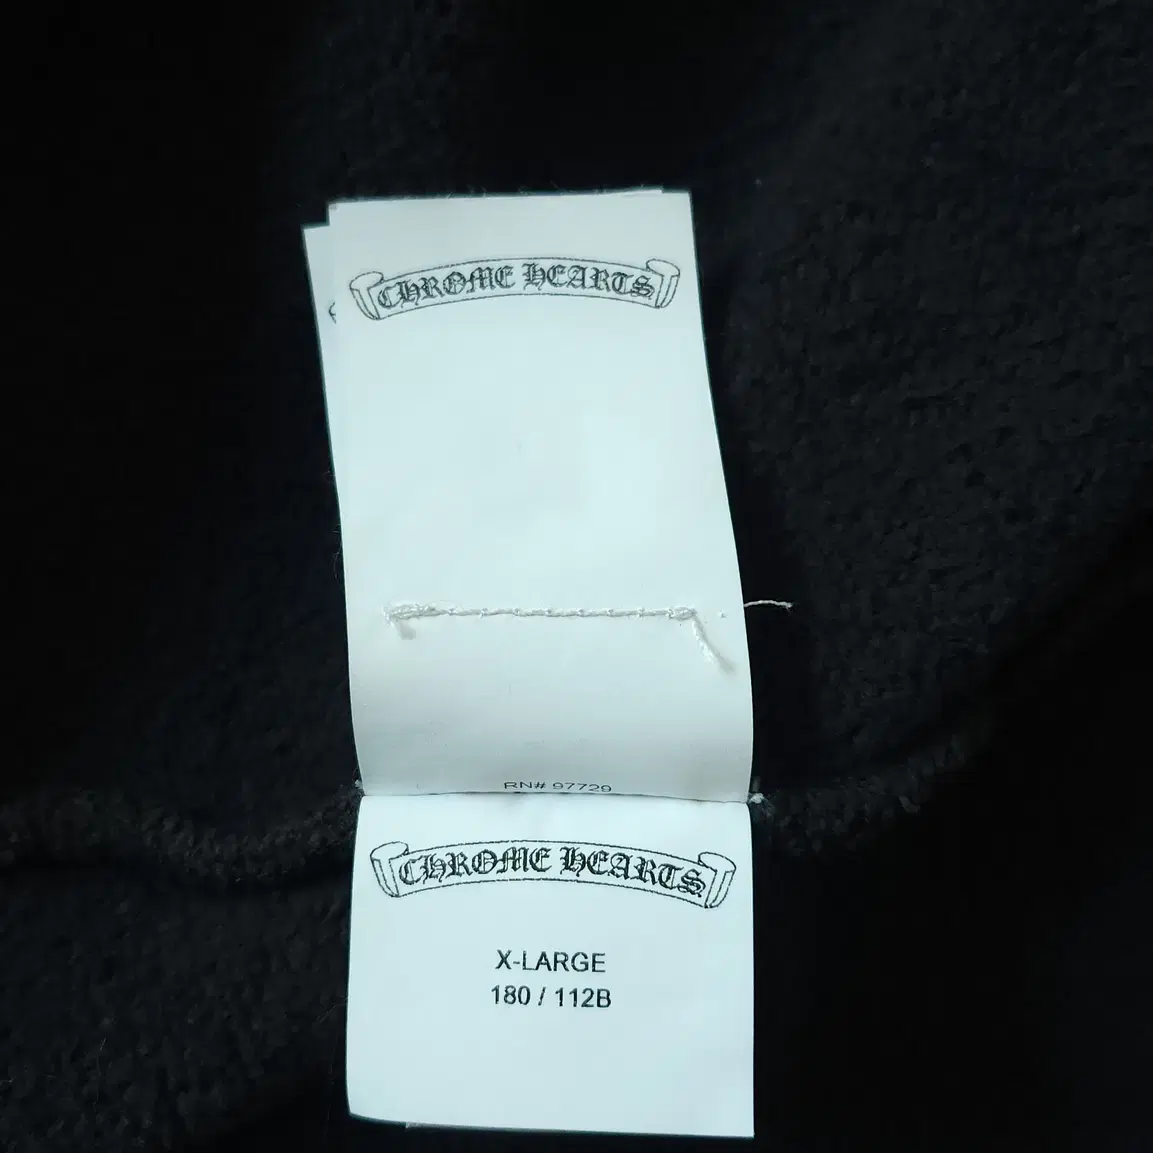 CHROME HEARTS
RN# 97729
CHROME HEARTS
X-LARGE
180 / 112B